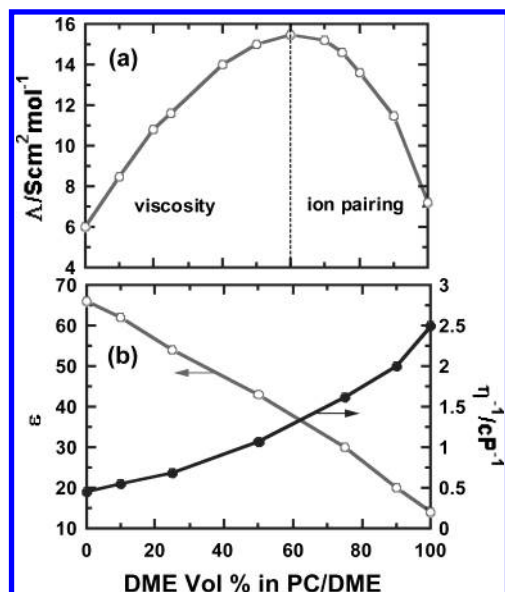 16
14
12
10
8
6
4
Λ/Scm²mol⁻¹
(a)
viscosity
ion pairing
70
60
50
40
30
20
10
ε
(b)
3
2.5
2
1.5
1
0.5
0
η⁻¹/cP⁻¹
0 20 40 60 80 100
DME Vol % in PC/DME